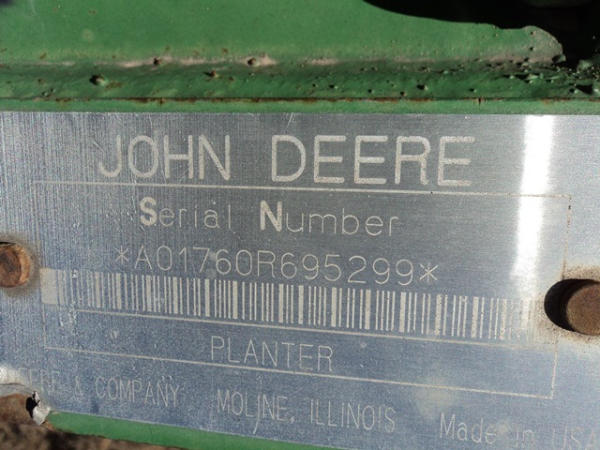 JOHN DEERE
Serial Number
*A01760R695299*
PLANTER
& COMPANY MOLINE, ILLINOIS Made in USA